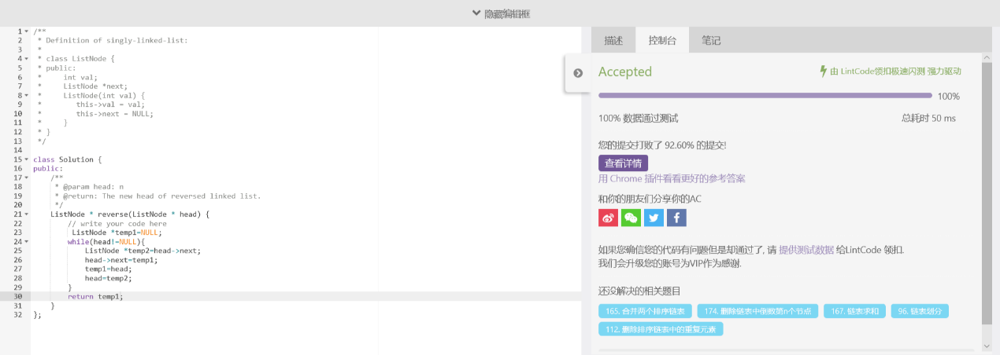 隐藏编辑框
1 /**
2  * Definition of singly-linked-list:
3  *
4  * class ListNode {
5  * public:
6  *     int val;
7  *     ListNode *next;
8  *     ListNode(int val) {
9  *        this->val = val;
10  *        this->next = NULL;
11  *     }
12  * }
13  */
14
15 class Solution {
16 public:
17     /**
18      * @param head: n
19      * @return: The new head of reversed linked list.
20      */
21     ListNode * reverse(ListNode * head) {
22         // write your code here
23          ListNode *temp1=NULL;
24         while(head!=NULL){
25             ListNode *temp2=head->next;
26             head->next=temp1;
27             temp1=head;
28             head=temp2;
29         }
30         return temp1;
31     }
32 };
描述 控制台 笔记
Accepted 由 LintCode领扣极速闪测 强力驱动
100%
100% 数据通过测试 总耗时 50 ms
您的提交打败了 92.60% 的提交!
查看详情
用 Chrome 插件看看更好的参考答案
和你的朋友们分享你的AC
如果您确信您的代码有问题但是却通过了, 请 提供测试数据 给LintCode 领扣.
我们会升级您的账号为VIP作为感谢.
还没解决的相关题目
165. 合并两个排序链表 174. 删除链表中倒数第n个节点 167. 链表求和 96. 链表划分
112. 删除排序链表中的重复元素